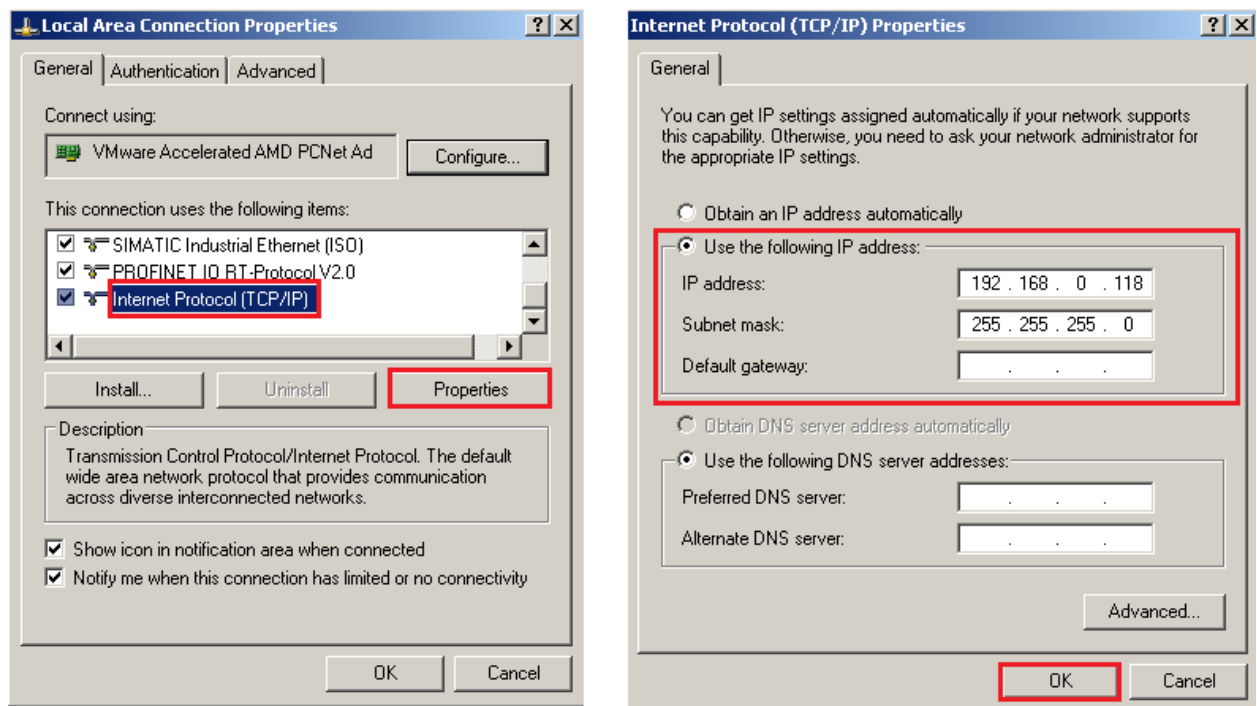 Local Area Connection Properties
General Authentication Advanced
Connect using:
VMware Accelerated AMD PCNet Ad
Configure...
This connection uses the following items:
SIMATIC Industrial Ethernet (ISO)
PROFINET IO RT-Protocol V2.0
Internet Protocol (TCP/IP)
Install... Uninstall Properties
Description
Transmission Control Protocol/Internet Protocol. The default
wide area network protocol that provides communication
across diverse interconnected networks.
Show icon in notification area when connected
Notify me when this connection has limited or no connectivity
OK Cancel
Internet Protocol (TCP/IP) Properties
General
You can get IP settings assigned automatically if your network supports
this capability. Otherwise, you need to ask your network administrator for
the appropriate IP settings.
Obtain an IP address automatically
Use the following IP address:
IP address: 192 . 168 . 0 . 118
Subnet mask: 255 . 255 . 255 . 0
Default gateway: . . .
Obtain DNS server address automatically
Use the following DNS server addresses:
Preferred DNS server: . . .
Alternate DNS server: . . .
Advanced...
OK Cancel